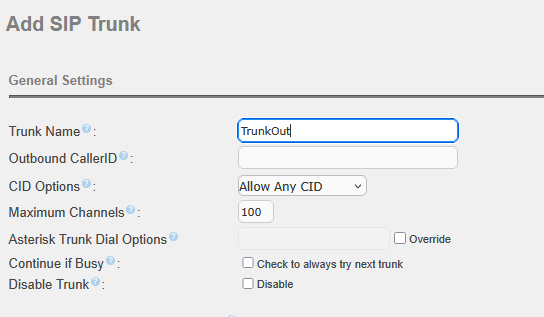 Add SIP Trunk
General Settings
Trunk Name?: TrunkOut
Outbound CallerID?:
CID Options?: Allow Any CID
Maximum Channels?: 100
Asterisk Trunk Dial Options? Override
Continue if Busy?: Check to always try next trunk
Disable Trunk?: Disable